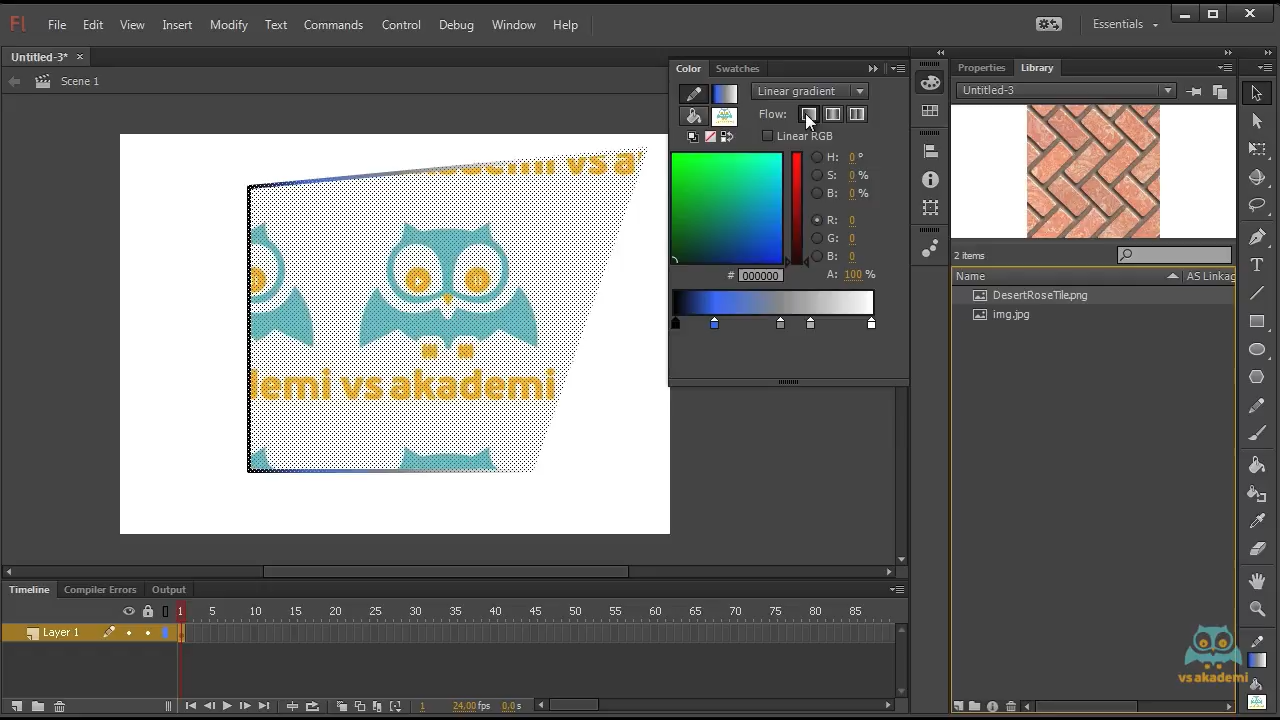 Fl File Edit View Insert Modify Text Commands Control Debug Window Help Essentials
Untitled-3* ×
Scene 1
Color Swatches
Linear gradient
Flow:
Linear RGB
H: 0 °
S: 0 %
B: 0 %
R: 0
G: 0
B: 0
# 000000 A: 100 %
Properties Library
Untitled-3
2 items
Name AS Linkag
DesertRoseTile.png
img.jpg
demi vs a
demi vs akademi
Timeline Compiler Errors Output
1 5 10 15 20 25 30 35 40 45 50 55 60 65 70 75 80 85
Layer 1
1 24.00 fps 0.0 s
vs akademi